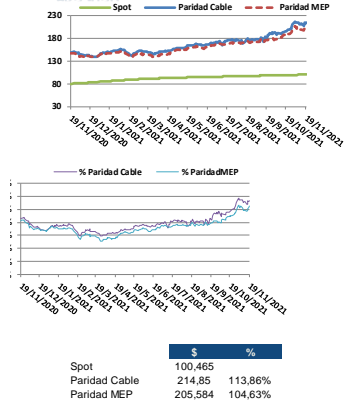 Spot Paridad Cable Paridad MEP
230
180
130
80
30
19/11/2020 19/12/2020 19/1/2021 19/2/2021 19/3/2021 19/4/2021 19/5/2021 19/6/2021 19/7/2021 19/8/2021 19/9/2021 19/10/2021 19/11/2021
% Paridad Cable % ParidadMEP
19/11/2020 19/12/2020 19/1/2021 19/2/2021 19/3/2021 19/4/2021 19/5/2021 19/6/2021 19/7/2021 19/8/2021 19/9/2021 19/10/2021 19/11/2021
$ %
Spot 100,465
Paridad Cable 214,85 113,86%
Paridad MEP 205,584 104,63%